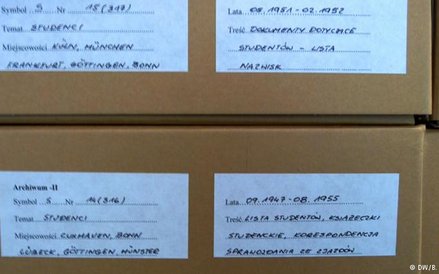 Symbol S Nr 15 (317)
Temat STUDENCI
Miejscowości KÖLN, MÜNCHEN
FRANKFURT, GÖTTINGEN, BONN
Lata 05.1951 - 02.1952
Treść DOKUMENTY DOTYCZĄCE
STUDENTÓW - LISTA
NAZWISK
Archiwum -II
Symbol S Nr 14 (316)
Temat STUDENCI
Miejscowości CUXHAVEN, BONN
LÜBECK, GÖTTINGEN, MÜNSTER
Lata 09.1947-08.1955
Treść LISTA STUDENTÓW, KSIĄŻECZKI
STUDENCKIE, KORESPONDENCJA
SPRAWOZDANIA ZE ZJAZDÓW
© DW/B.